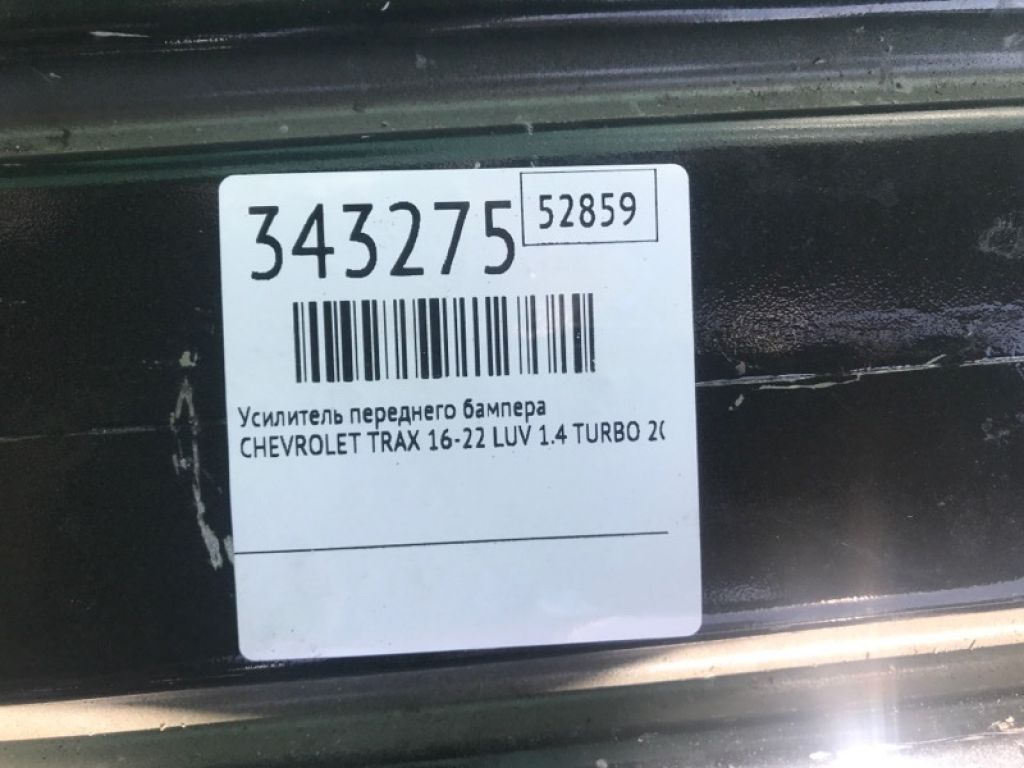 343275
52859
Усилитель переднего бампера
CHEVROLET TRAX 16-22 LUV 1.4 TURBO